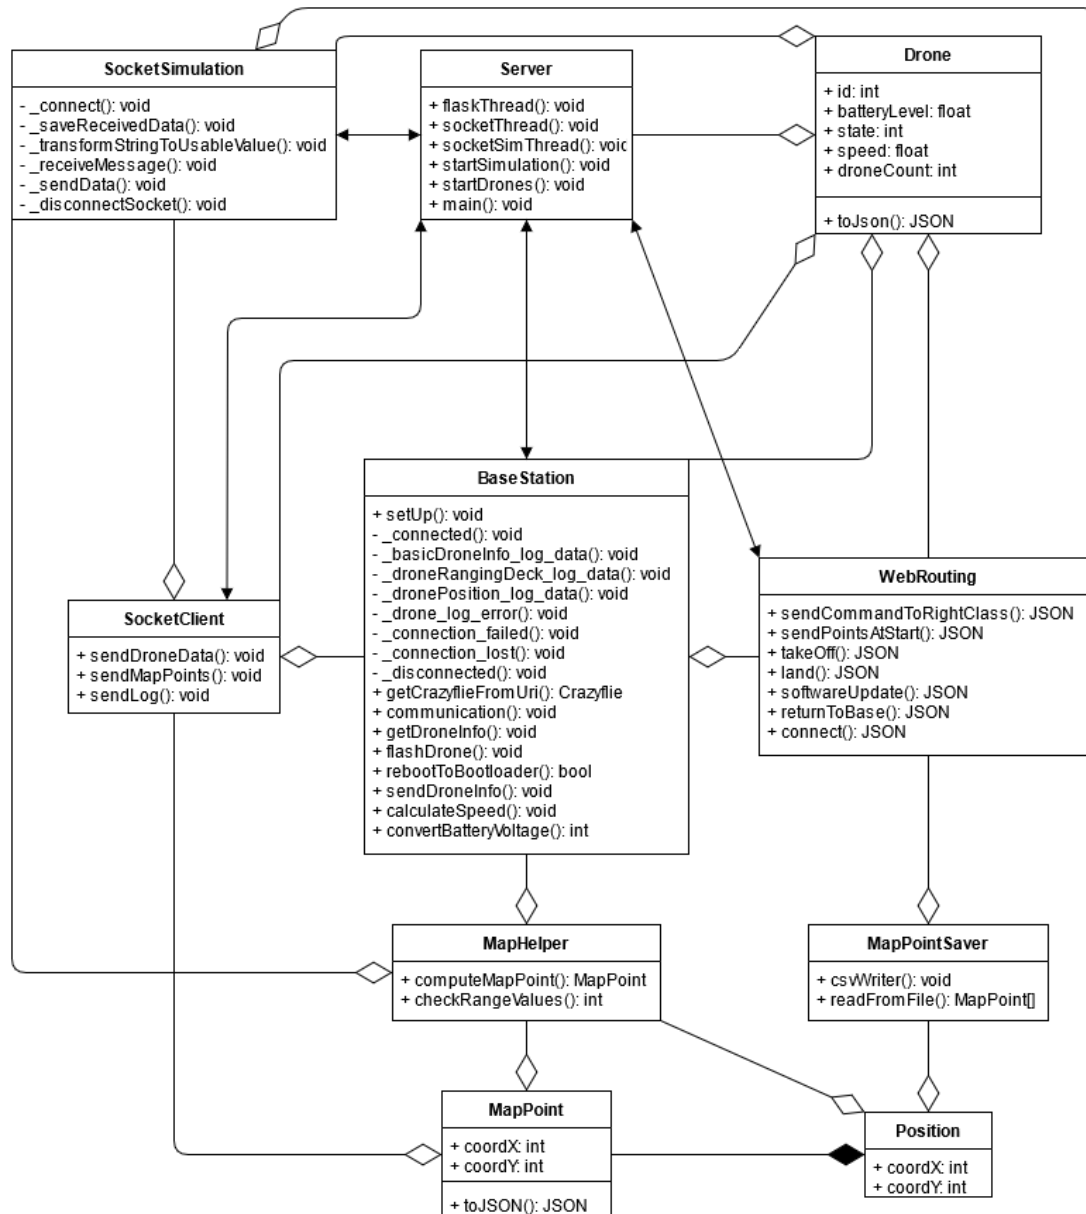 SocketSimulation
- _connect(): void
- _saveReceivedData(): void
- _transformStringToUsableValue(): void
- _receiveMessage(): void
- _sendData(): void
- _disconnectSocket(): void
Server
+ flaskThread(): void
+ socketThread(): void
+ socketSimThread(): void
+ startSimulation(): void
+ startDrones(): void
+ main(): void
Drone
+ id: int
+ batteryLevel: float
+ state: int
+ speed: float
+ droneCount: int
+ toJson(): JSON
BaseStation
+ setUp(): void
- _connected(): void
- _basicDroneInfo_log_data(): void
- _droneRangingDeck_log_data(): void
- _dronePosition_log_data(): void
- _drone_log_error(): void
- _connection_failed(): void
- _connection_lost(): void
- _disconnected(): void
+ getCrazyflieFromUri(): Crazyflie
+ communication(): void
+ getDroneInfo(): void
+ flashDrone(): void
+ rebootToBootloader(): bool
+ sendDroneInfo(): void
+ calculateSpeed(): void
+ convertBatteryVoltage(): int
WebRouting
+ sendCommandToRightClass(): JSON
+ sendPointsAtStart(): JSON
+ takeOff(): JSON
+ land(): JSON
+ softwareUpdate(): JSON
+ returnToBase(): JSON
+ connect(): JSON
SocketClient
+ sendDroneData(): void
+ sendMapPoints(): void
+ sendLog(): void
MapHelper
+ computeMapPoint(): MapPoint
+ checkRangeValues(): int
MapPointSaver
+ csvWriter(): void
+ readFromFile(): MapPoint[]
MapPoint
+ coordX: int
+ coordY: int
+ toJSON(): JSON
Position
+ coordX: int
+ coordY: int